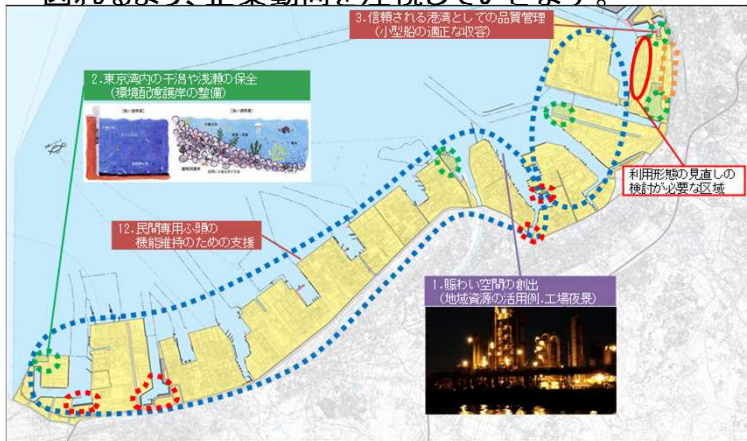 図れるよう、企業動向を注視していきます。
3.信頼される港湾としての品質管理
(小型船の適正な収容)
2.東京湾内の干潟や浅瀬の保全
(環境配慮護岸の整備)
利用形態の見直しの
検討が必要な区域
12.民間専用ふ頭の
機能維持のための支援
1.賑わい空間の創出
(地域資源の活用例.工場夜景)